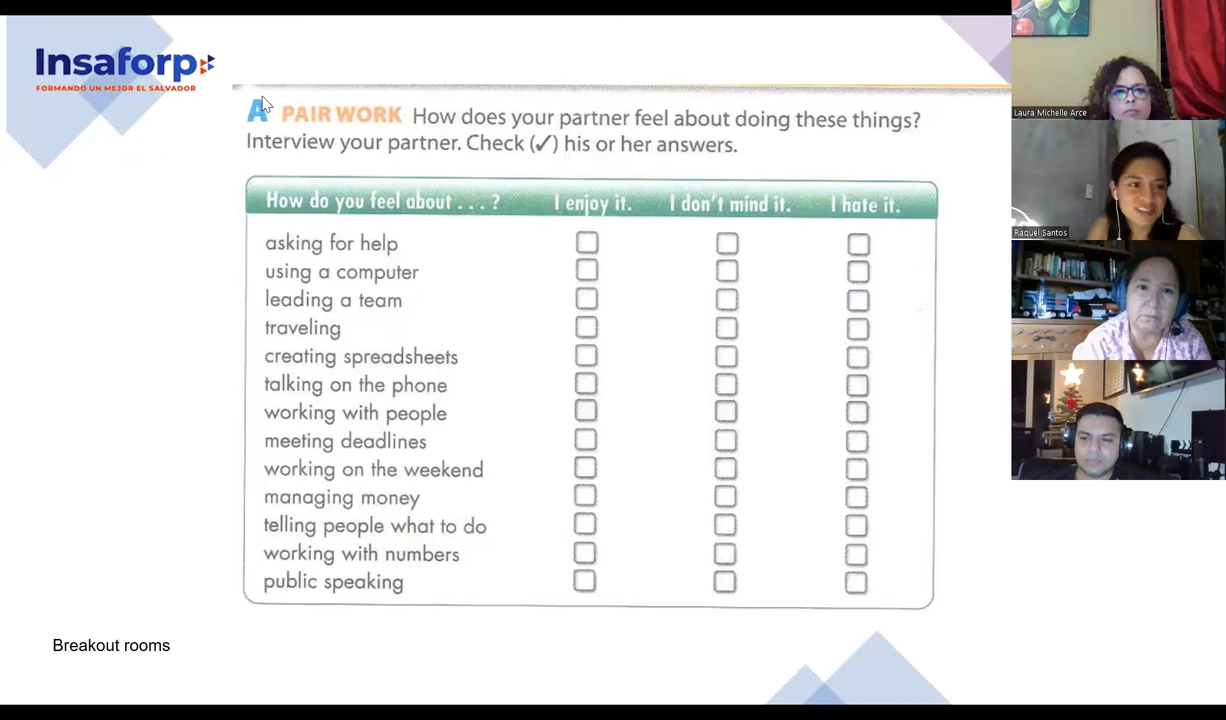 Insaforp
FORMANDO UN MEJOR EL SALVADOR
A PAIR WORK How does your partner feel about doing these things?
Interview your partner. Check (✓) his or her answers.
How do you feel about . . . ? I enjoy it. I don't mind it. I hate it.
asking for help
using a computer
leading a team
traveling
creating spreadsheets
talking on the phone
working with people
meeting deadlines
working on the weekend
managing money
telling people what to do
working with numbers
public speaking
Breakout rooms
Laura Michelle Arce
Raquel Santos